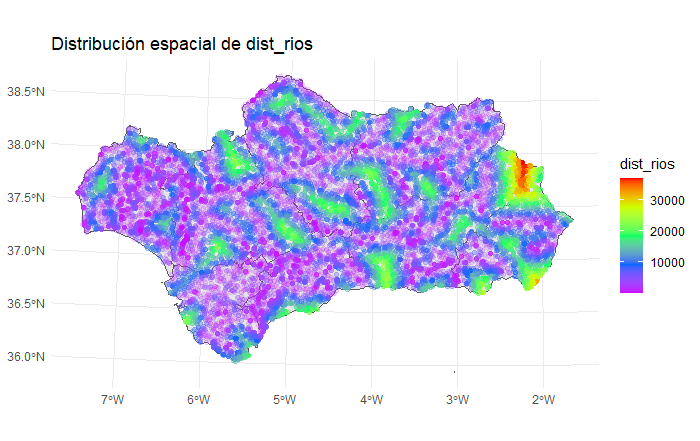 Distribución espacial de dist_rios
38.5°N
38.0°N
37.5°N
37.0°N
36.5°N
36.0°N
7°W
6°W
5°W
4°W
3°W
2°W
dist_rios
30000
20000
10000